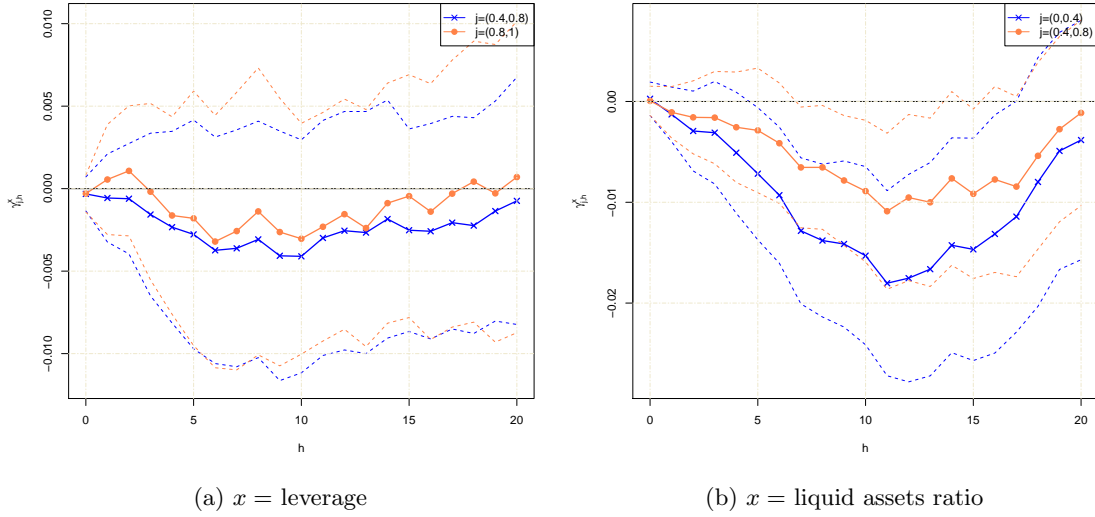 j=(0.4,0.8)
j=(0.8,1)
0.010
0.005
0.000
−0.005
−0.010
γ^x_{j,h}
0 5 10 15 20
h
(a) x = leverage
j=(0,0.4)
j=(0.4,0.8)
0.00
−0.01
−0.02
γ^x_{j,h}
0 5 10 15 20
h
(b) x = liquid assets ratio